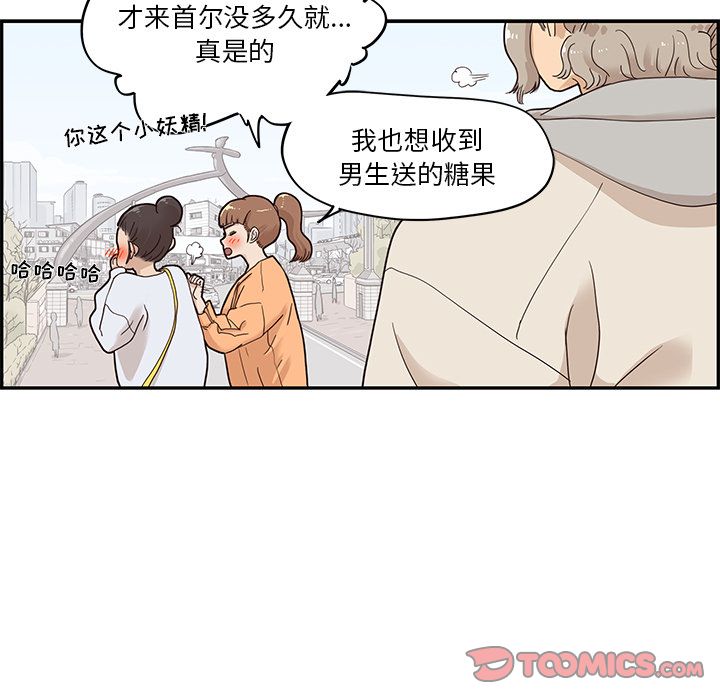 才来首尔没多久就...
真是的
你这个小妖精!
我也想收到
男生送的糖果
哈哈哈哈
TOOMICS.COM